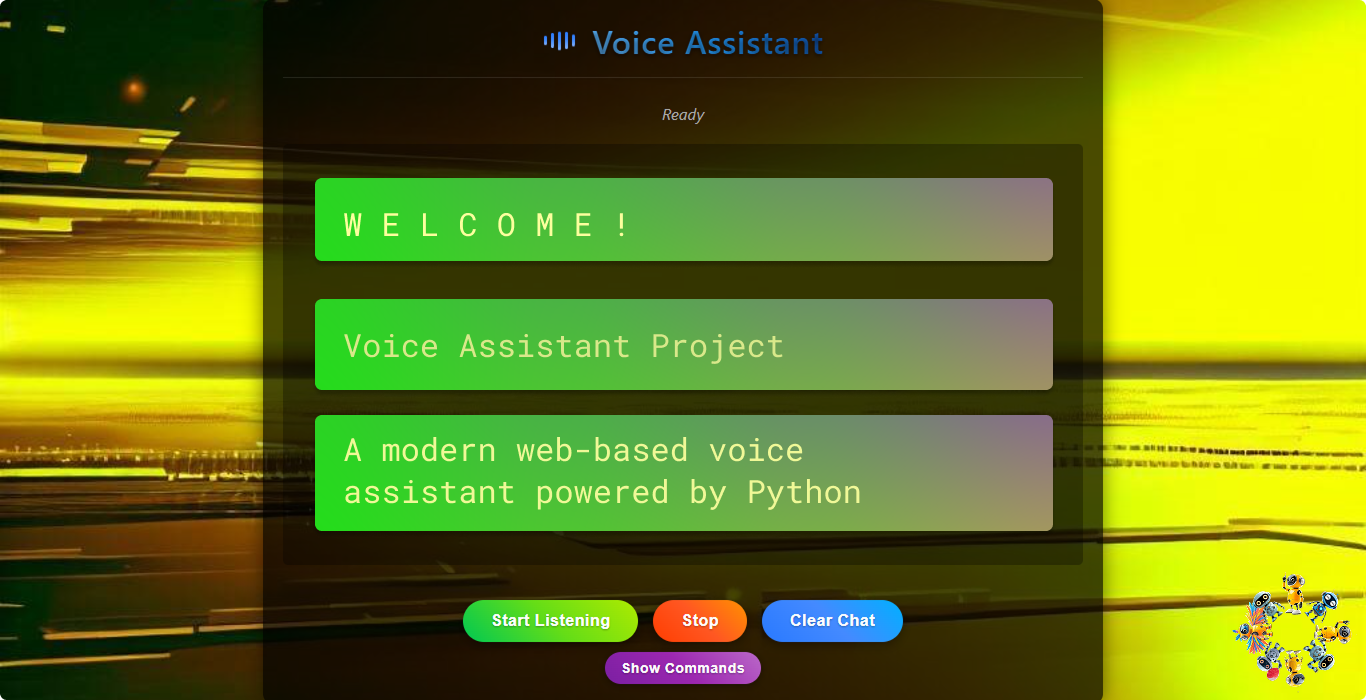 Voice Assistant
Ready
W E L C O M E !
Voice Assistant Project
A modern web-based voice
assistant powered by Python
Start Listening
Stop
Clear Chat
Show Commands